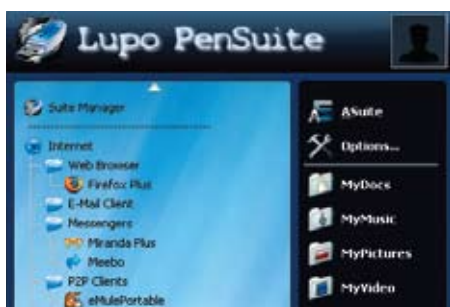 Lupo PenSuite
Suite Manager
Internet
Web Browser
Firefox Plus
E-Mail Client
Messengers
Miranda Plus
Meebo
P2P Clients
eMulePortable
ASuite
Options...
MyDocs
MyMusic
MyPictures
MyVideo